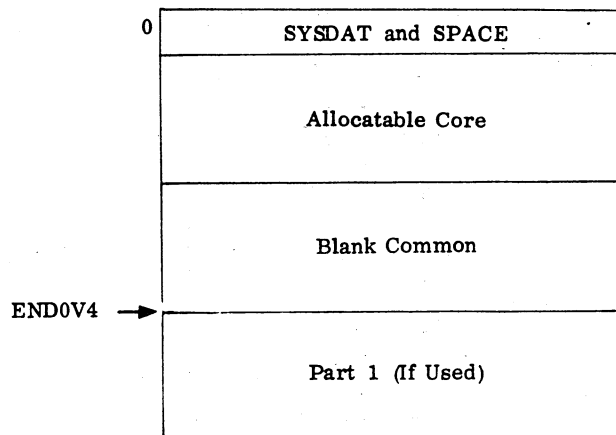 0
SYSDAT and SPACE
Allocatable Core
Blank Common
END0V4
Part 1 (If Used)